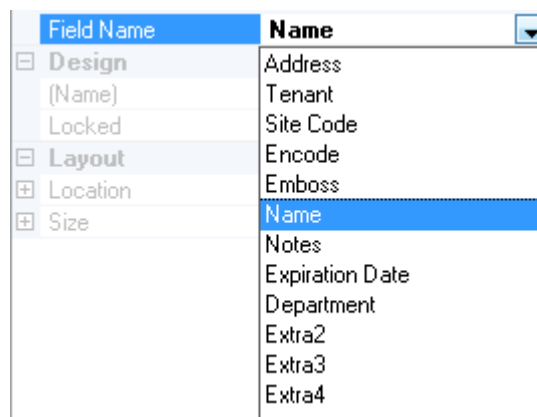 Field Name Name
Design
(Name)
Locked
Layout
Location
Size
Address
Tenant
Site Code
Encode
Emboss
Name
Notes
Expiration Date
Department
Extra2
Extra3
Extra4